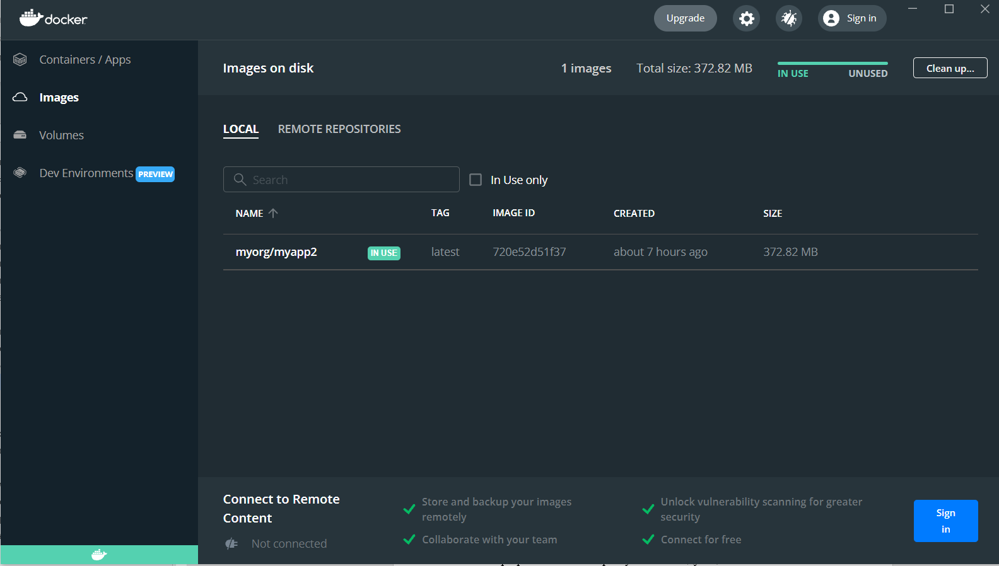 docker
Upgrade
Sign in
Containers / Apps
Images
Volumes
Dev Environments PREVIEW
Images on disk
1 images
Total size: 372.82 MB
IN USE
UNUSED
Clean up...
LOCAL
REMOTE REPOSITORIES
Search
In Use only
NAME
TAG
IMAGE ID
CREATED
SIZE
myorg/myapp2
IN USE
latest
720e52d51f37
about 7 hours ago
372.82 MB
Connect to Remote
Content
Not connected
Store and backup your images
remotely
Collaborate with your team
Unlock vulnerability scanning for greater
security
Connect for free
Sign
in